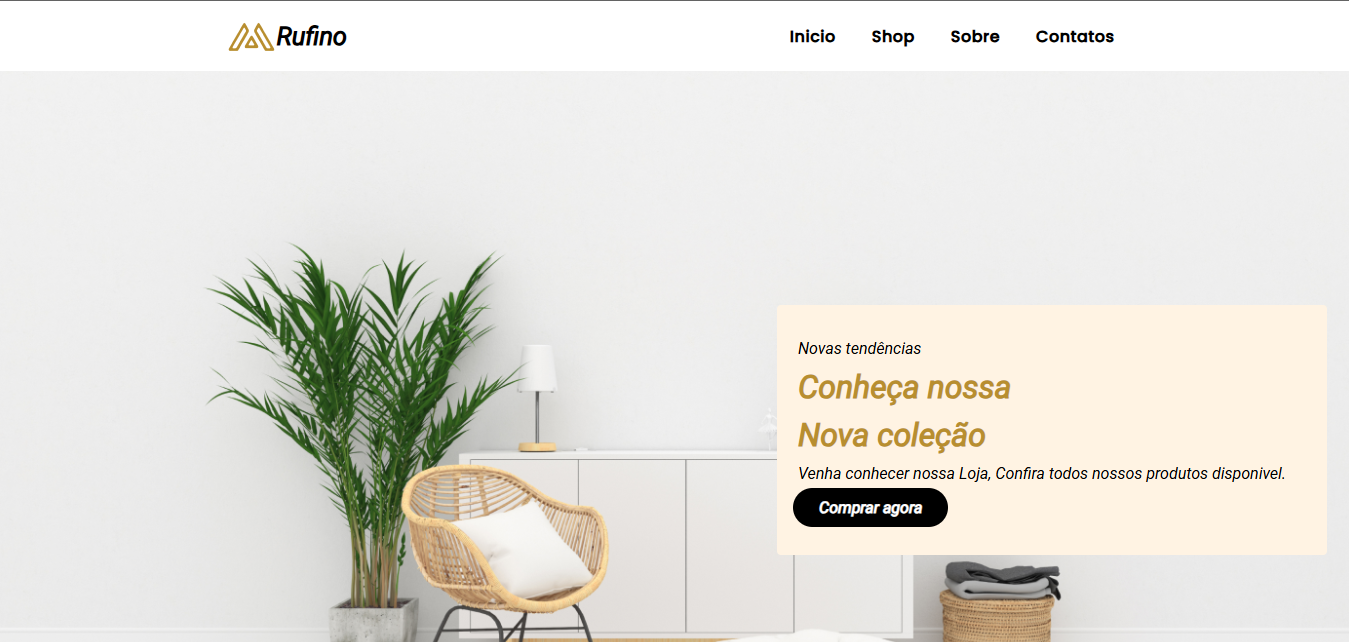 Rufino
Inicio Shop Sobre Contatos
Novas tendências
Conheça nossa
Nova coleção
Venha conhecer nossa Loja, Confira todos nossos produtos disponivel.
Comprar agora